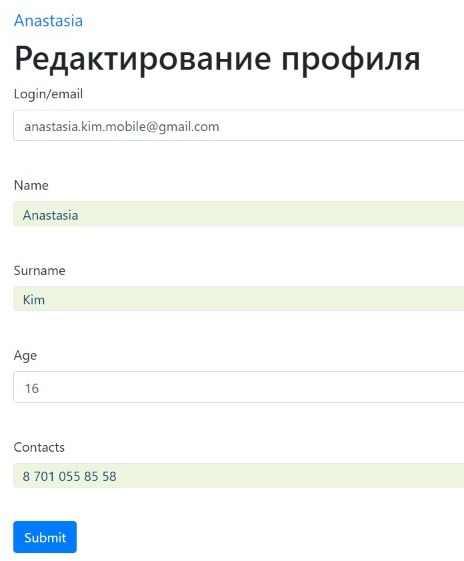 Anastasia
Редактирование профиля
Login/email
anastasia.kim.mobile@gmail.com
Name
Anastasia
Surname
Kim
Age
16
Contacts
8 701 055 85 58
Submit